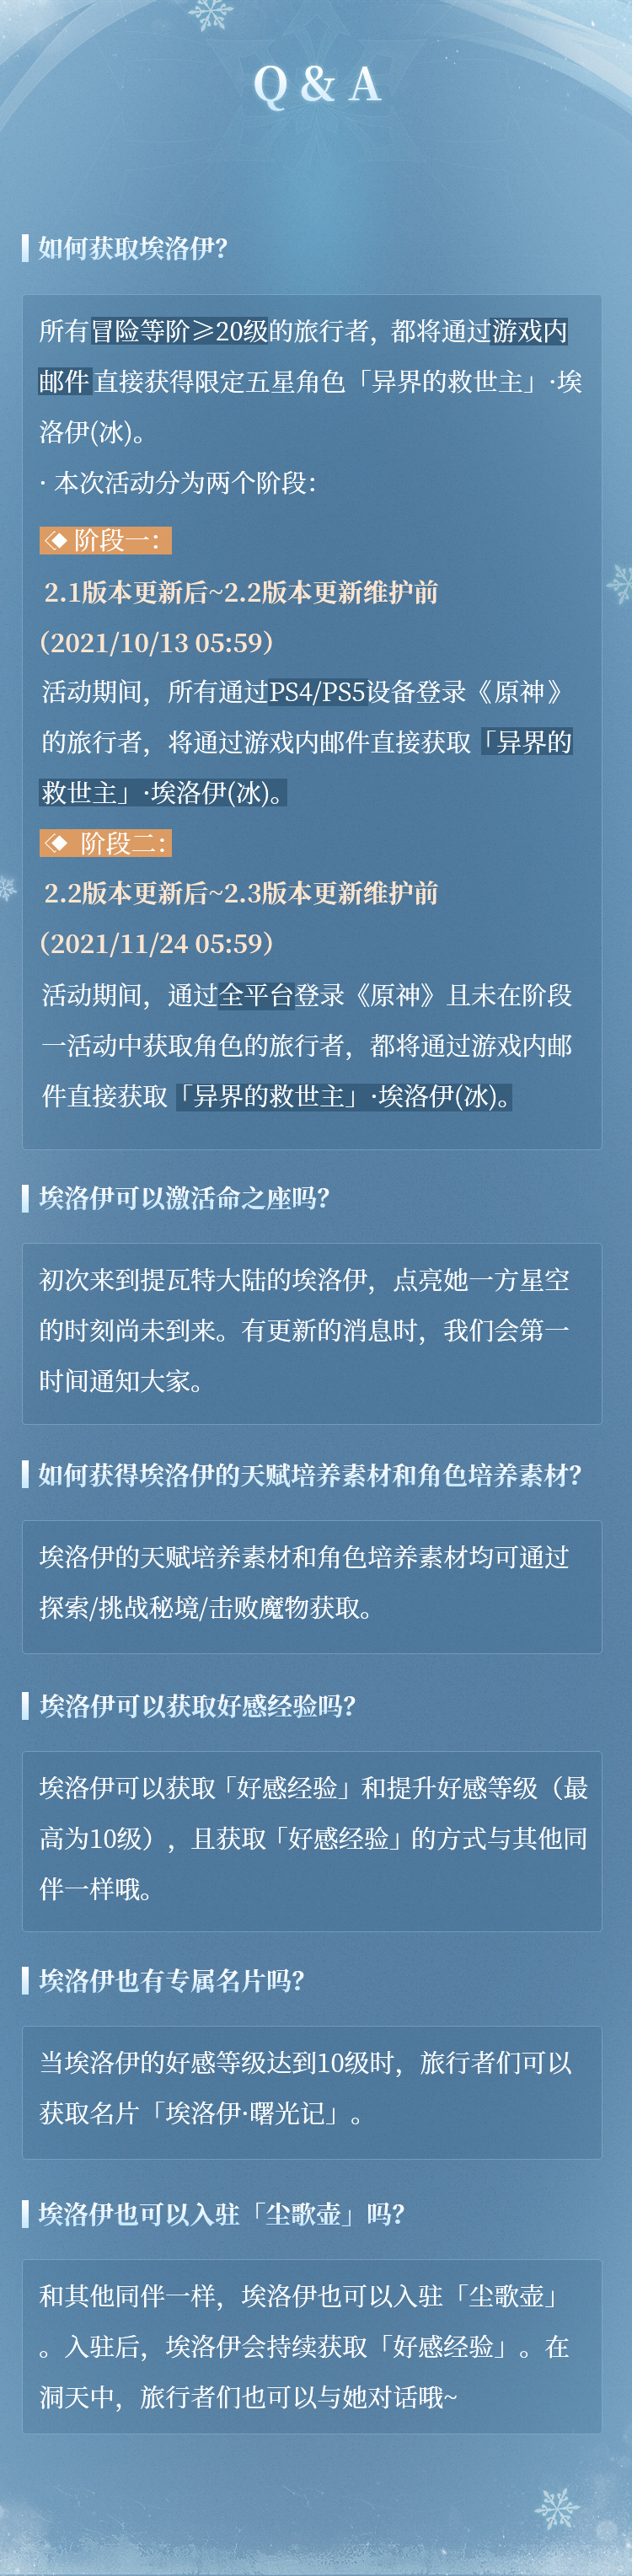 Q & A
如何获取埃洛伊?
所有冒险等阶≥20级的旅行者，都将通过游戏内
邮件直接获得限定五星角色「异界的救世主」·埃
洛伊(冰)。
· 本次活动分为两个阶段：
阶段一：
2.1版本更新后~2.2版本更新维护前
（2021/10/13 05:59）
活动期间，所有通过PS4/PS5设备登录《原神》
的旅行者，将通过游戏内邮件直接获取「异界的
救世主」·埃洛伊(冰)。
阶段二：
2.2版本更新后~2.3版本更新维护前
（2021/11/24 05:59）
活动期间，通过全平台登录《原神》且未在阶段
一活动中获取角色的旅行者，都将通过游戏内邮
件直接获取「异界的救世主」·埃洛伊(冰)。
埃洛伊可以激活命之座吗?
初次来到提瓦特大陆的埃洛伊，点亮她一方星空
的时刻尚未到来。有更新的消息时，我们会第一
时间通知大家。
如何获得埃洛伊的天赋培养素材和角色培养素材?
埃洛伊的天赋培养素材和角色培养素材均可通过
探索/挑战秘境/击败魔物获取。
埃洛伊可以获取好感经验吗?
埃洛伊可以获取「好感经验」和提升好感等级（最
高为10级），且获取「好感经验」的方式与其他同
伴一样哦。
埃洛伊也有专属名片吗?
当埃洛伊的好感等级达到10级时，旅行者们可以
获取名片「埃洛伊·曙光记」。
埃洛伊也可以入驻「尘歌壶」吗?
和其他同伴一样，埃洛伊也可以入驻「尘歌壶」
。入驻后，埃洛伊会持续获取「好感经验」。在
洞天中，旅行者们也可以与她对话哦~